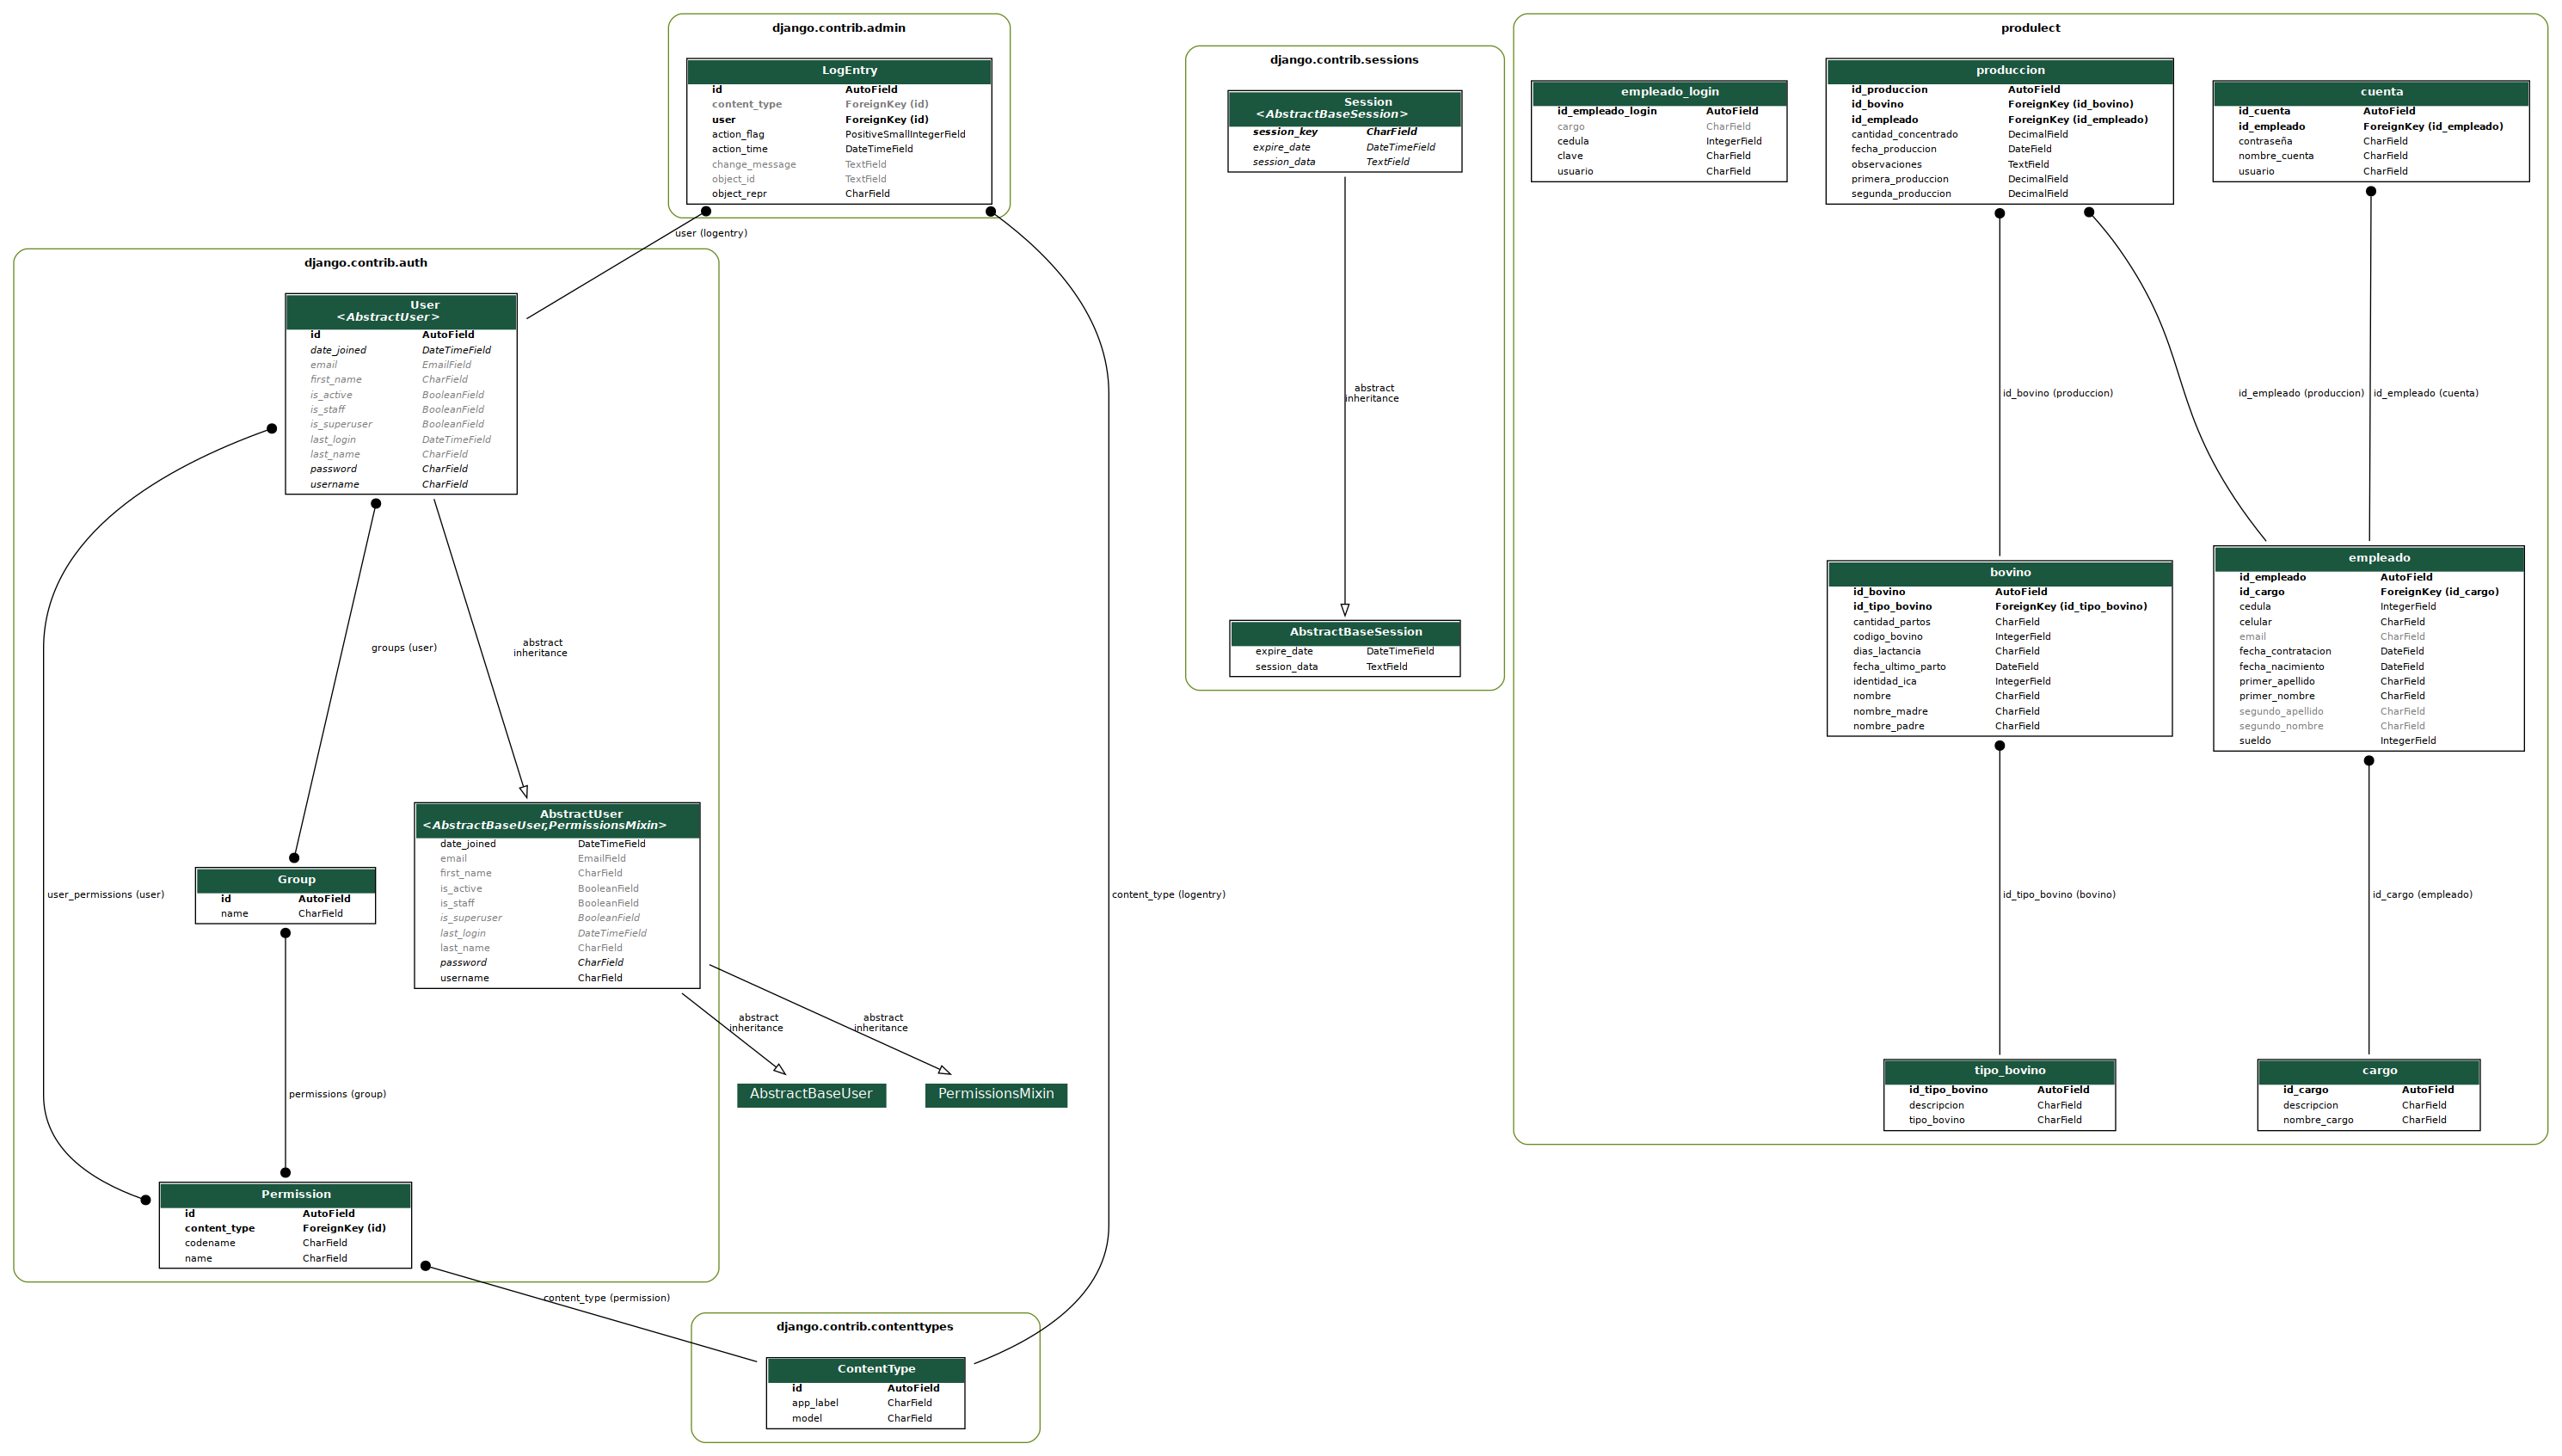 django.contrib.admin
LogEntry
id AutoField
content_type ForeignKey (id)
user ForeignKey (id)
action_flag PositiveSmallIntegerField
action_time DateTimeField
change_message TextField
object_id TextField
object_repr CharField
user (logentry)
django.contrib.auth
User
<AbstractUser>
id AutoField
date_joined DateTimeField
email EmailField
first_name CharField
is_active BooleanField
is_staff BooleanField
is_superuser BooleanField
last_login DateTimeField
last_name CharField
password CharField
username CharField
groups (user)
abstract
inheritance
AbstractUser
<AbstractBaseUser,PermissionsMixin>
date_joined DateTimeField
email EmailField
first_name CharField
is_active BooleanField
is_staff BooleanField
is_superuser BooleanField
last_login DateTimeField
last_name CharField
password CharField
username CharField
user_permissions (user)
Group
id AutoField
name CharField
abstract
inheritance
abstract
inheritance
AbstractBaseUser
PermissionsMixin
permissions (group)
Permission
id AutoField
content_type ForeignKey (id)
codename CharField
name CharField
content_type (permission)
content_type (logentry)
django.contrib.contenttypes
ContentType
id AutoField
app_label CharField
model CharField
django.contrib.sessions
Session
<AbstractBaseSession>
session_key CharField
expire_date DateTimeField
session_data TextField
abstract
inheritance
AbstractBaseSession
expire_date DateTimeField
session_data TextField
produlect
empleado_login
id_empleado_login AutoField
cargo CharField
cedula IntegerField
clave CharField
usuario CharField
produccion
id_produccion AutoField
id_bovino ForeignKey (id_bovino)
id_empleado ForeignKey (id_empleado)
cantidad_concentrado DecimalField
fecha_produccion DateField
observaciones TextField
primera_produccion DecimalField
segunda_produccion DecimalField
cuenta
id_cuenta AutoField
id_empleado ForeignKey (id_empleado)
contraseña CharField
nombre_cuenta CharField
usuario CharField
id_bovino (produccion)
id_empleado (produccion)
id_empleado (cuenta)
bovino
id_bovino AutoField
id_tipo_bovino ForeignKey (id_tipo_bovino)
cantidad_partos CharField
codigo_bovino IntegerField
dias_lactancia CharField
fecha_ultimo_parto DateField
identidad_ica IntegerField
nombre CharField
nombre_madre CharField
nombre_padre CharField
empleado
id_empleado AutoField
id_cargo ForeignKey (id_cargo)
cedula IntegerField
celular CharField
email CharField
fecha_contratacion DateField
fecha_nacimiento DateField
primer_apellido CharField
primer_nombre CharField
segundo_apellido CharField
segundo_nombre CharField
sueldo IntegerField
id_tipo_bovino (bovino)
id_cargo (empleado)
tipo_bovino
id_tipo_bovino AutoField
descripcion CharField
tipo_bovino CharField
cargo
id_cargo AutoField
descripcion CharField
nombre_cargo CharField